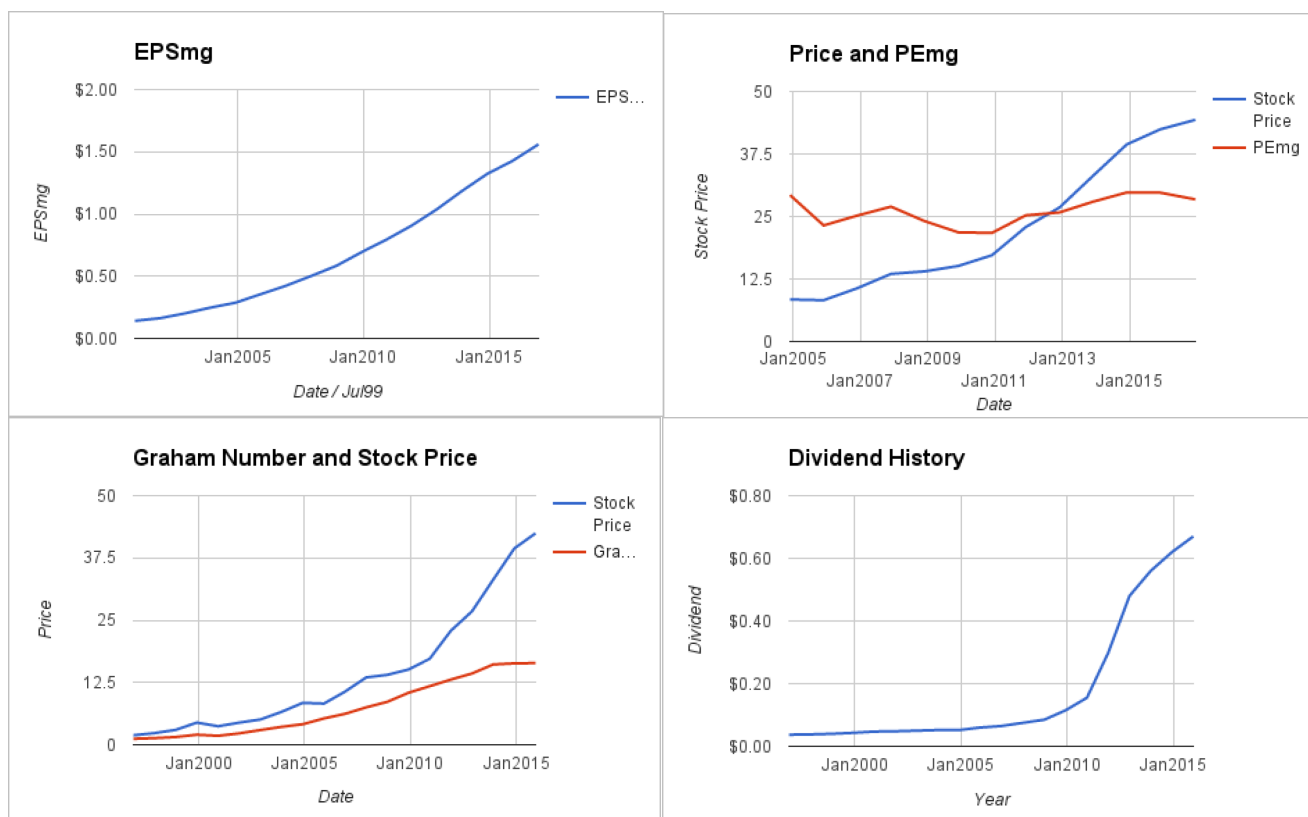 EPSmg
$2.00
$1.50
$1.00
$0.50
$0.00
EPSmg
Jan2005
Jan2010
Jan2015
Date / Jul99
EPS…
Price and PEmg
50
37.5
25
12.5
0
Stock Price
Jan2005
Jan2009
Jan2013
Jan2007
Jan2011
Jan2015
Date
Stock
Price
PEmg
Graham Number and Stock Price
50
37.5
25
12.5
0
Price
Jan2000
Jan2005
Jan2010
Jan2015
Date
Stock
Price
Gra…
Dividend History
$0.80
$0.60
$0.40
$0.20
$0.00
Dividend
Jan2000
Jan2005
Jan2010
Jan2015
Year